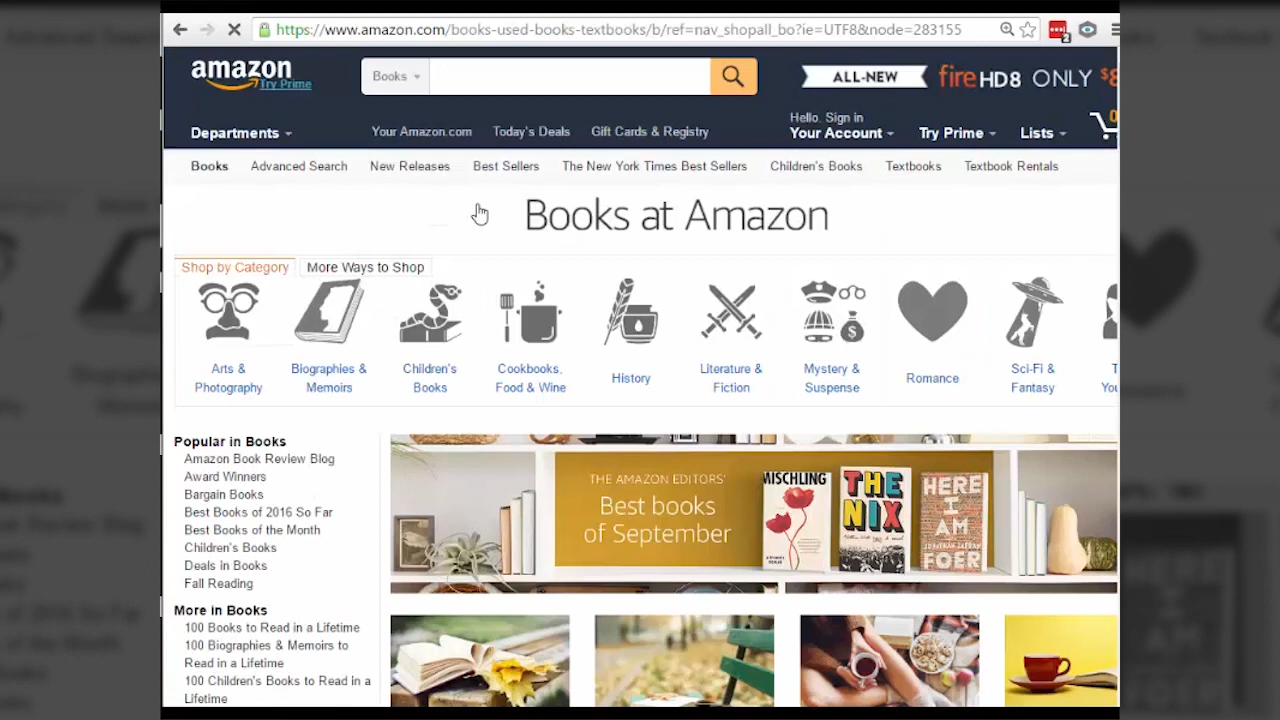 https://www.amazon.com/books-used-books-textbooks/b/ref=nav_shopall_bo?ie=UTF8&node=283155
2
amazon
Try Prime
Books
ALL-NEW fire HD8 ONLY $8
Departments
Your Amazon.com Today's Deals Gift Cards & Registry
Hello. Sign in
Your Account Try Prime Lists
0
Books Advanced Search New Releases Best Sellers The New York Times Best Sellers Children's Books Textbooks Textbook Rentals
Books at Amazon
Shop by Category More Ways to Shop
Arts &
Photography
Biographies &
Memoirs
Children's
Books
Cookbooks,
Food & Wine
History
Literature &
Fiction
Mystery &
Suspense
Romance
Sci-Fi &
Fantasy
T
You
Popular in Books
Amazon Book Review Blog
Award Winners
Bargain Books
Best Books of 2016 So Far
Best Books of the Month
Children's Books
Deals in Books
Fall Reading
More in Books
100 Books to Read in a Lifetime
100 Biographies & Memoirs to
Read in a Lifetime
100 Children's Books to Read in a
Lifetime
THE AMAZON EDITORS'
Best books
of September
MISCHLING
THE
NIX
HERE
I
AM
FOER